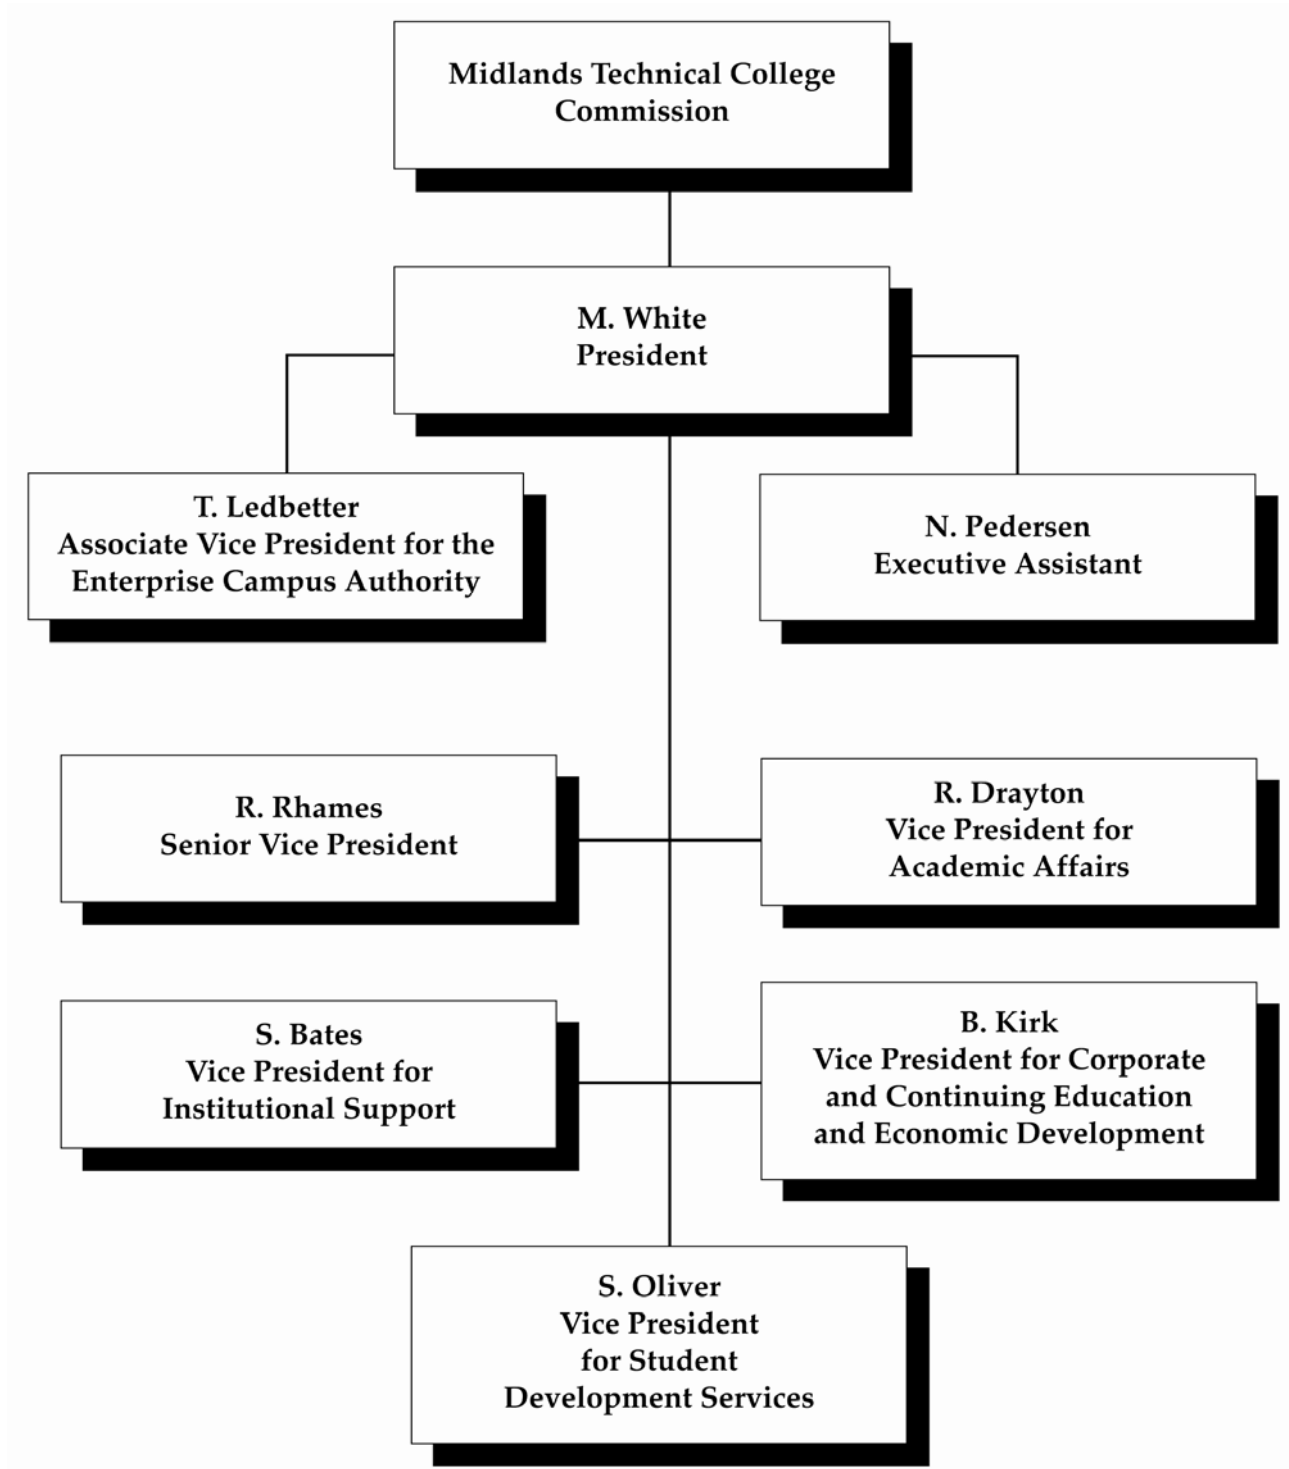 Midlands Technical College
Commission
M. White
President
T. Ledbetter
Associate Vice President for the
Enterprise Campus Authority
N. Pedersen
Executive Assistant
R. Rhames
Senior Vice President
R. Drayton
Vice President for
Academic Affairs
S. Bates
Vice President for
Institutional Support
B. Kirk
Vice President for Corporate
and Continuing Education
and Economic Development
S. Oliver
Vice President
for Student
Development Services